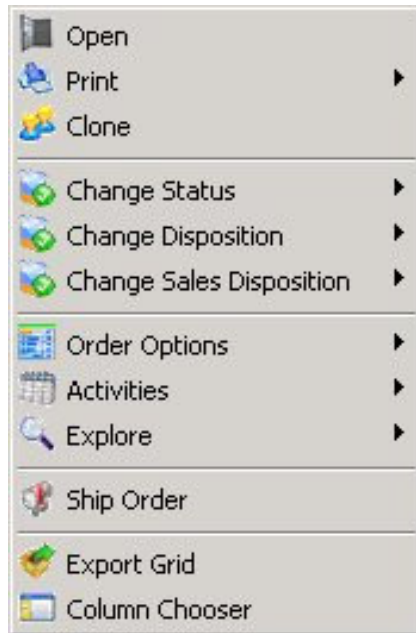 Open
Print
Clone
Change Status
Change Disposition
Change Sales Disposition
Order Options
Activities
Explore
Ship Order
Export Grid
Column Chooser